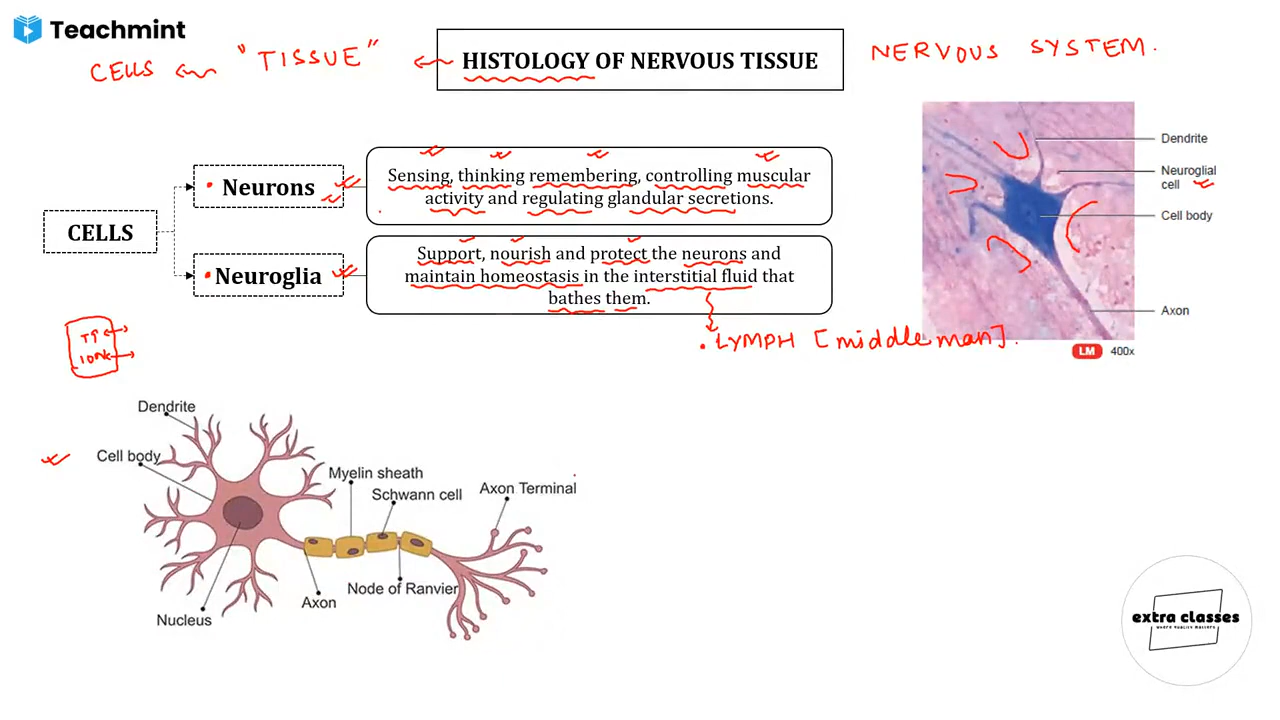 Teachmint
CELLS
"TISSUE"
HISTOLOGY OF NERVOUS TISSUE
NERVOUS SYSTEM.
Dendrite
Neuroglial
cell
Cell body
Axon
LM 400x
CELLS
• Neurons
Sensing, thinking remembering, controlling muscular
activity and regulating glandular secretions.
• Neuroglia
Support, nourish and protect the neurons and
maintain homeostasis in the interstitial fluid that
bathes them.
• LYMPH [middle man].
Dendrite
Cell body
Myelin sheath
Schwann cell
Axon Terminal
Node of Ranvier
Axon
Nucleus
extra classes